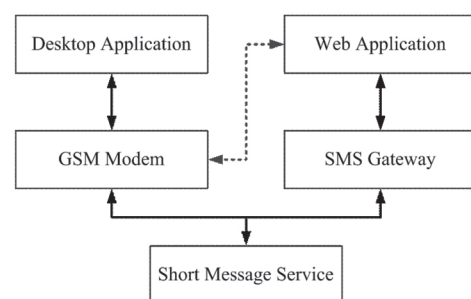 Desktop Application
Web Application
GSM Modem
SMS Gateway
Short Message Service